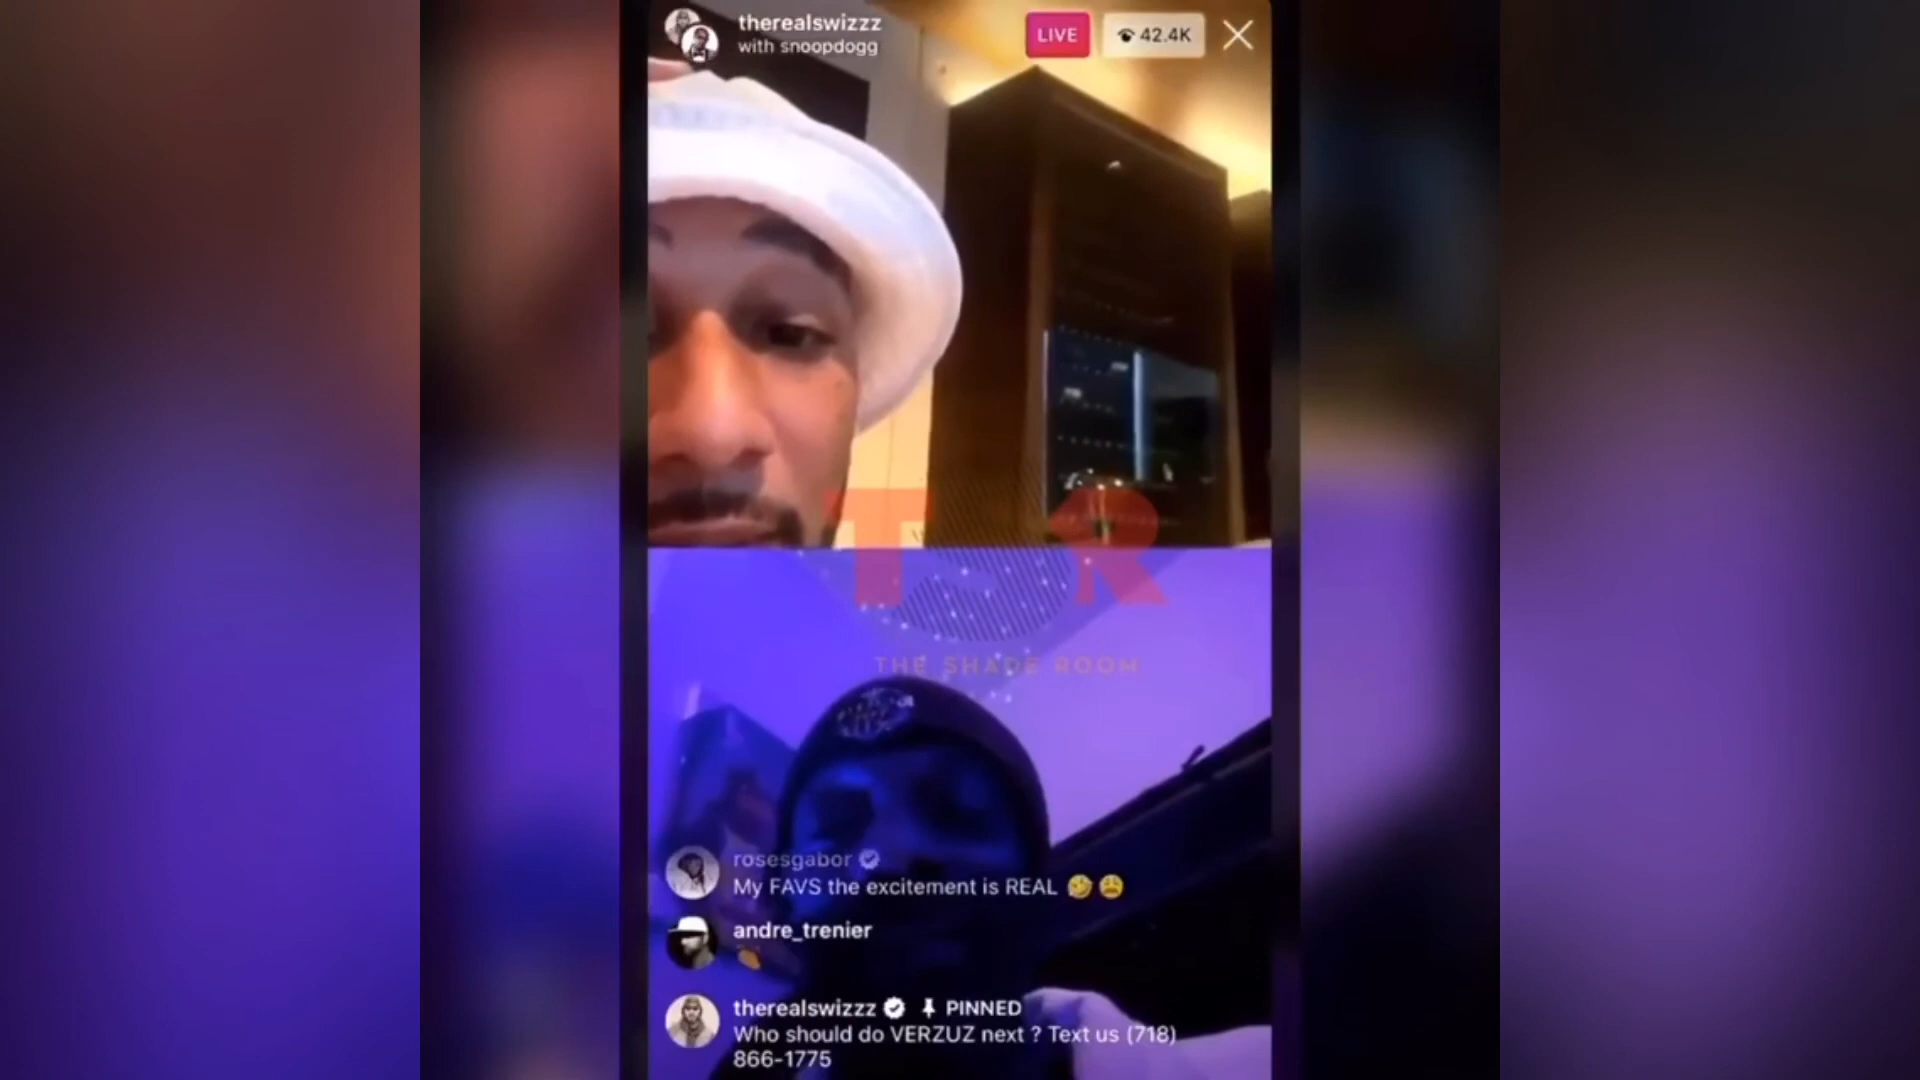 therealswizzz
with snoopdogg
LIVE
42.4K
TSR
THE SHADE ROOM
rosesgabor
My FAVS the excitement is REAL 🤣😩
andre_trenier
👏
therealswizzz PINNED
Who should do VERZUZ next ? Text us (718)
866-1775